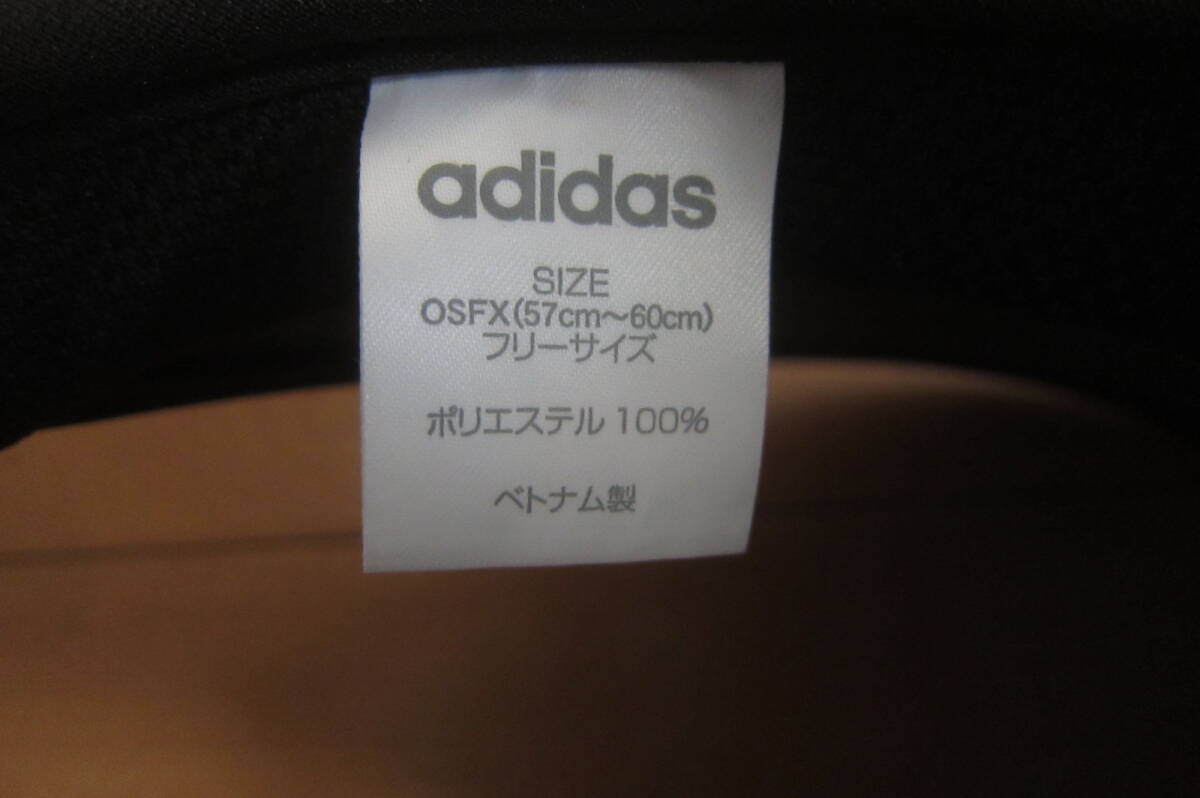 adidas
SIZE
OSFX(57cm～60cm)
フリーサイズ
ポリエステル 100%
ベトナム製